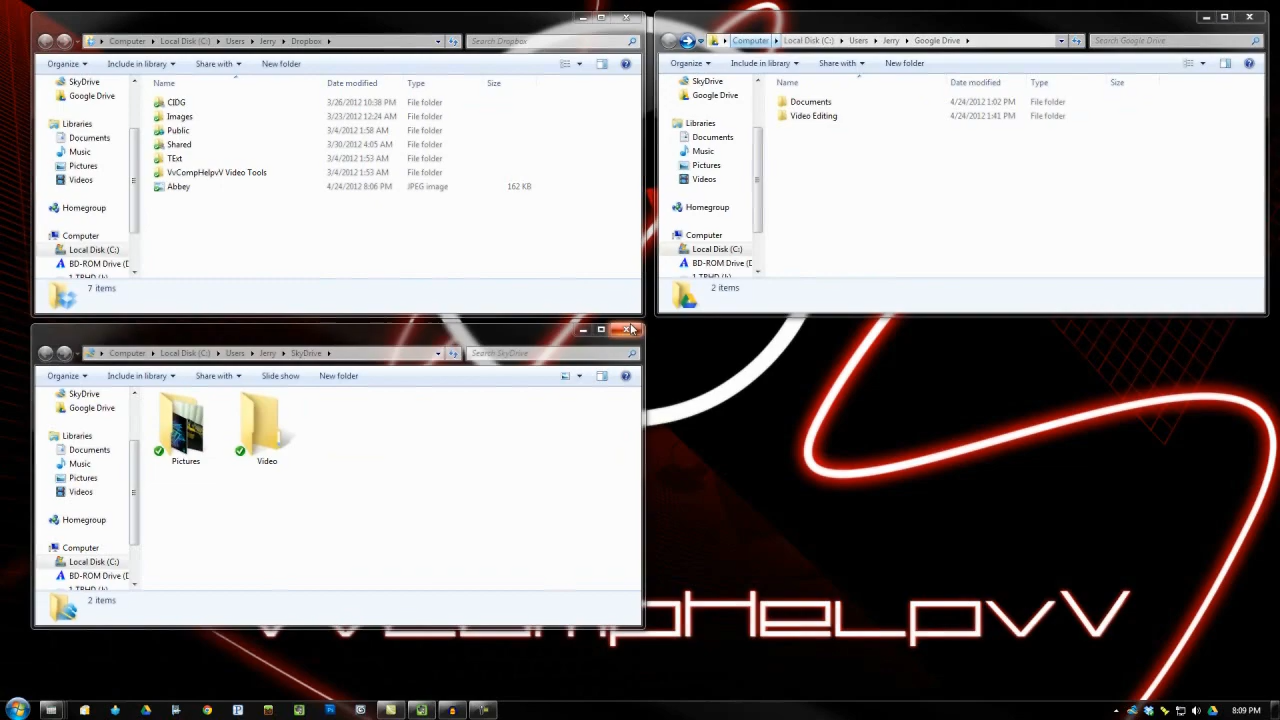 Computer Local Disk (C:) Users Jerry Dropbox Search Dropbox
Organize Include in library Share with New folder
SkyDrive
Google Drive
Libraries
Documents
Music
Pictures
Videos
Homegroup
Computer
Local Disk (C:)
BD-ROM Drive (D
Name Date modified Type Size
CIDG 3/26/2012 10:38 PM File folder
Images 3/23/2012 12:24 AM File folder
Public 3/4/2012 1:58 AM File folder
Shared 3/30/2012 4:05 AM File folder
TExt 3/4/2012 1:53 AM File folder
VvCompHelpvV Video Tools 3/4/2012 1:53 AM File folder
Abbey 4/24/2012 8:06 PM JPEG image 162 KB
7 items
Computer Local Disk (C:) Users Jerry Google Drive Search Google Drive
Organize Include in library Share with New folder
SkyDrive
Google Drive
Libraries
Documents
Music
Pictures
Videos
Homegroup
Computer
Local Disk (C:)
BD-ROM Drive (D
Name Date modified Type Size
Documents 4/24/2012 1:02 PM File folder
Video Editing 4/24/2012 1:41 PM File folder
2 items
Computer Local Disk (C:) Users Jerry SkyDrive Search SkyDrive
Organize Include in library Share with Slide show New folder
SkyDrive
Google Drive
Libraries
Documents
Music
Pictures
Videos
Homegroup
Computer
Local Disk (C:)
BD-ROM Drive (D
Pictures Video
2 items
8:09 PM